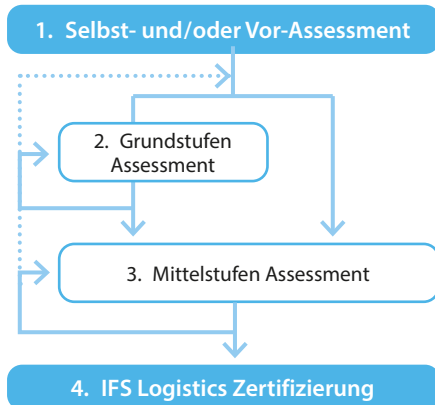 1. Selbst- und/oder Vor-Assessment
2. Grundstufen
Assessment
3. Mittelstufen Assessment
4. IFS Logistics Zertifizierung